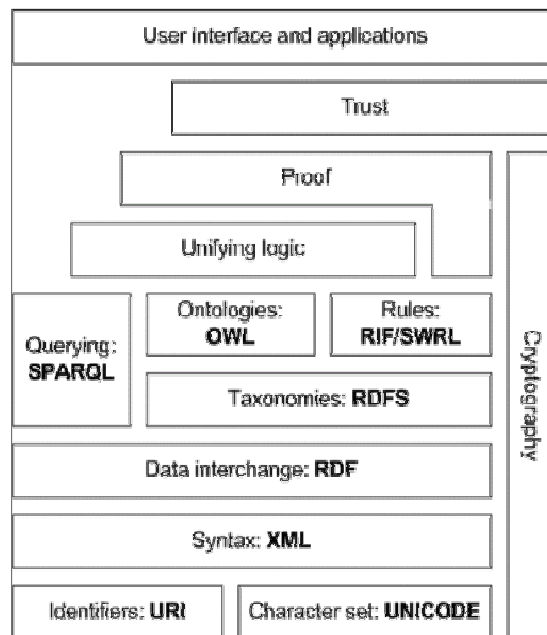 User interface and applications
Trust
Proof
Unifying logic
Ontologies:
OWL
Rules:
RIF/SWRL
Querying:
SPARQL
Taxonomies: RDFS
Cryptography
Data interchange: RDF
Syntax: XML
Identifiers: URI
Character set: UNICODE